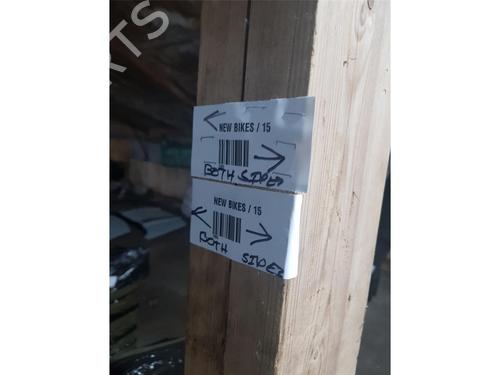 NEW BIKES / 15
BOTH SIDES
NEW BIKES / 15
BOTH SIDES